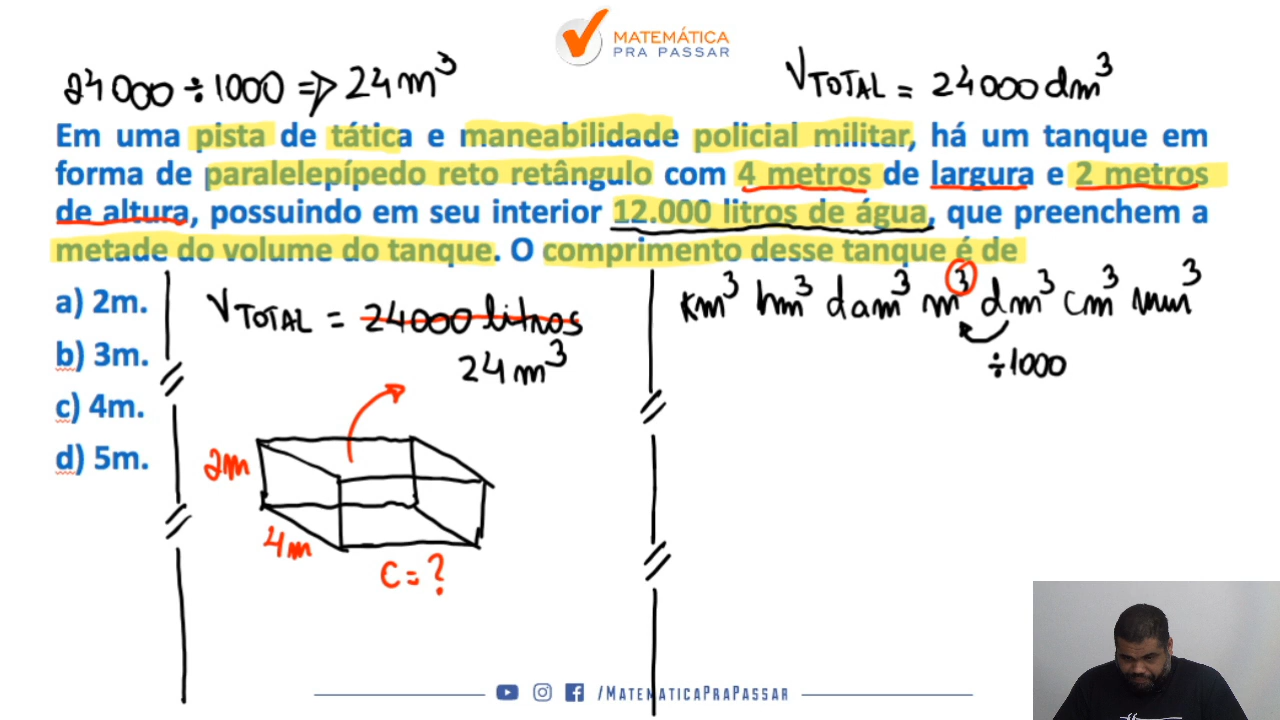 MATEMÁTICA
PRA PASSAR
24000 ÷ 1000 => 24 m³
VTOTAL = 24000 dm³
Em uma pista de tática e maneabilidade policial militar, há um tanque em
forma de paralelepípedo reto retângulo com 4 metros de largura e 2 metros
de altura, possuindo em seu interior 12.000 litros de água, que preenchem a
metade do volume do tanque. O comprimento desse tanque é de
a) 2m.
b) 3m.
c) 4m.
d) 5m.
VTOTAL = 24000 litros
24 m³
2m
4m
C = ?
Km³ hm³ dam³ m³ dm³ cm³ mm³
÷1000
/MATEMATICAPRAPASSAR